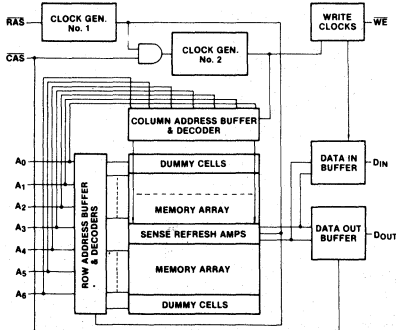 RAS
CLOCK GEN.
No. 1
WRITE
CLOCKS
WE
CAS
CLOCK GEN.
No. 2
COLUMN ADDRESS BUFFER
& DECODER
A0
A1
A2
A3
A4
A5
A6
ROW ADDRESS BUFFER
& DECODERS
DUMMY CELLS
MEMORY ARRAY
SENSE REFRESH AMPS
MEMORY ARRAY
DUMMY CELLS
DATA IN
BUFFER
DIN
DATA OUT
BUFFER
DOUT